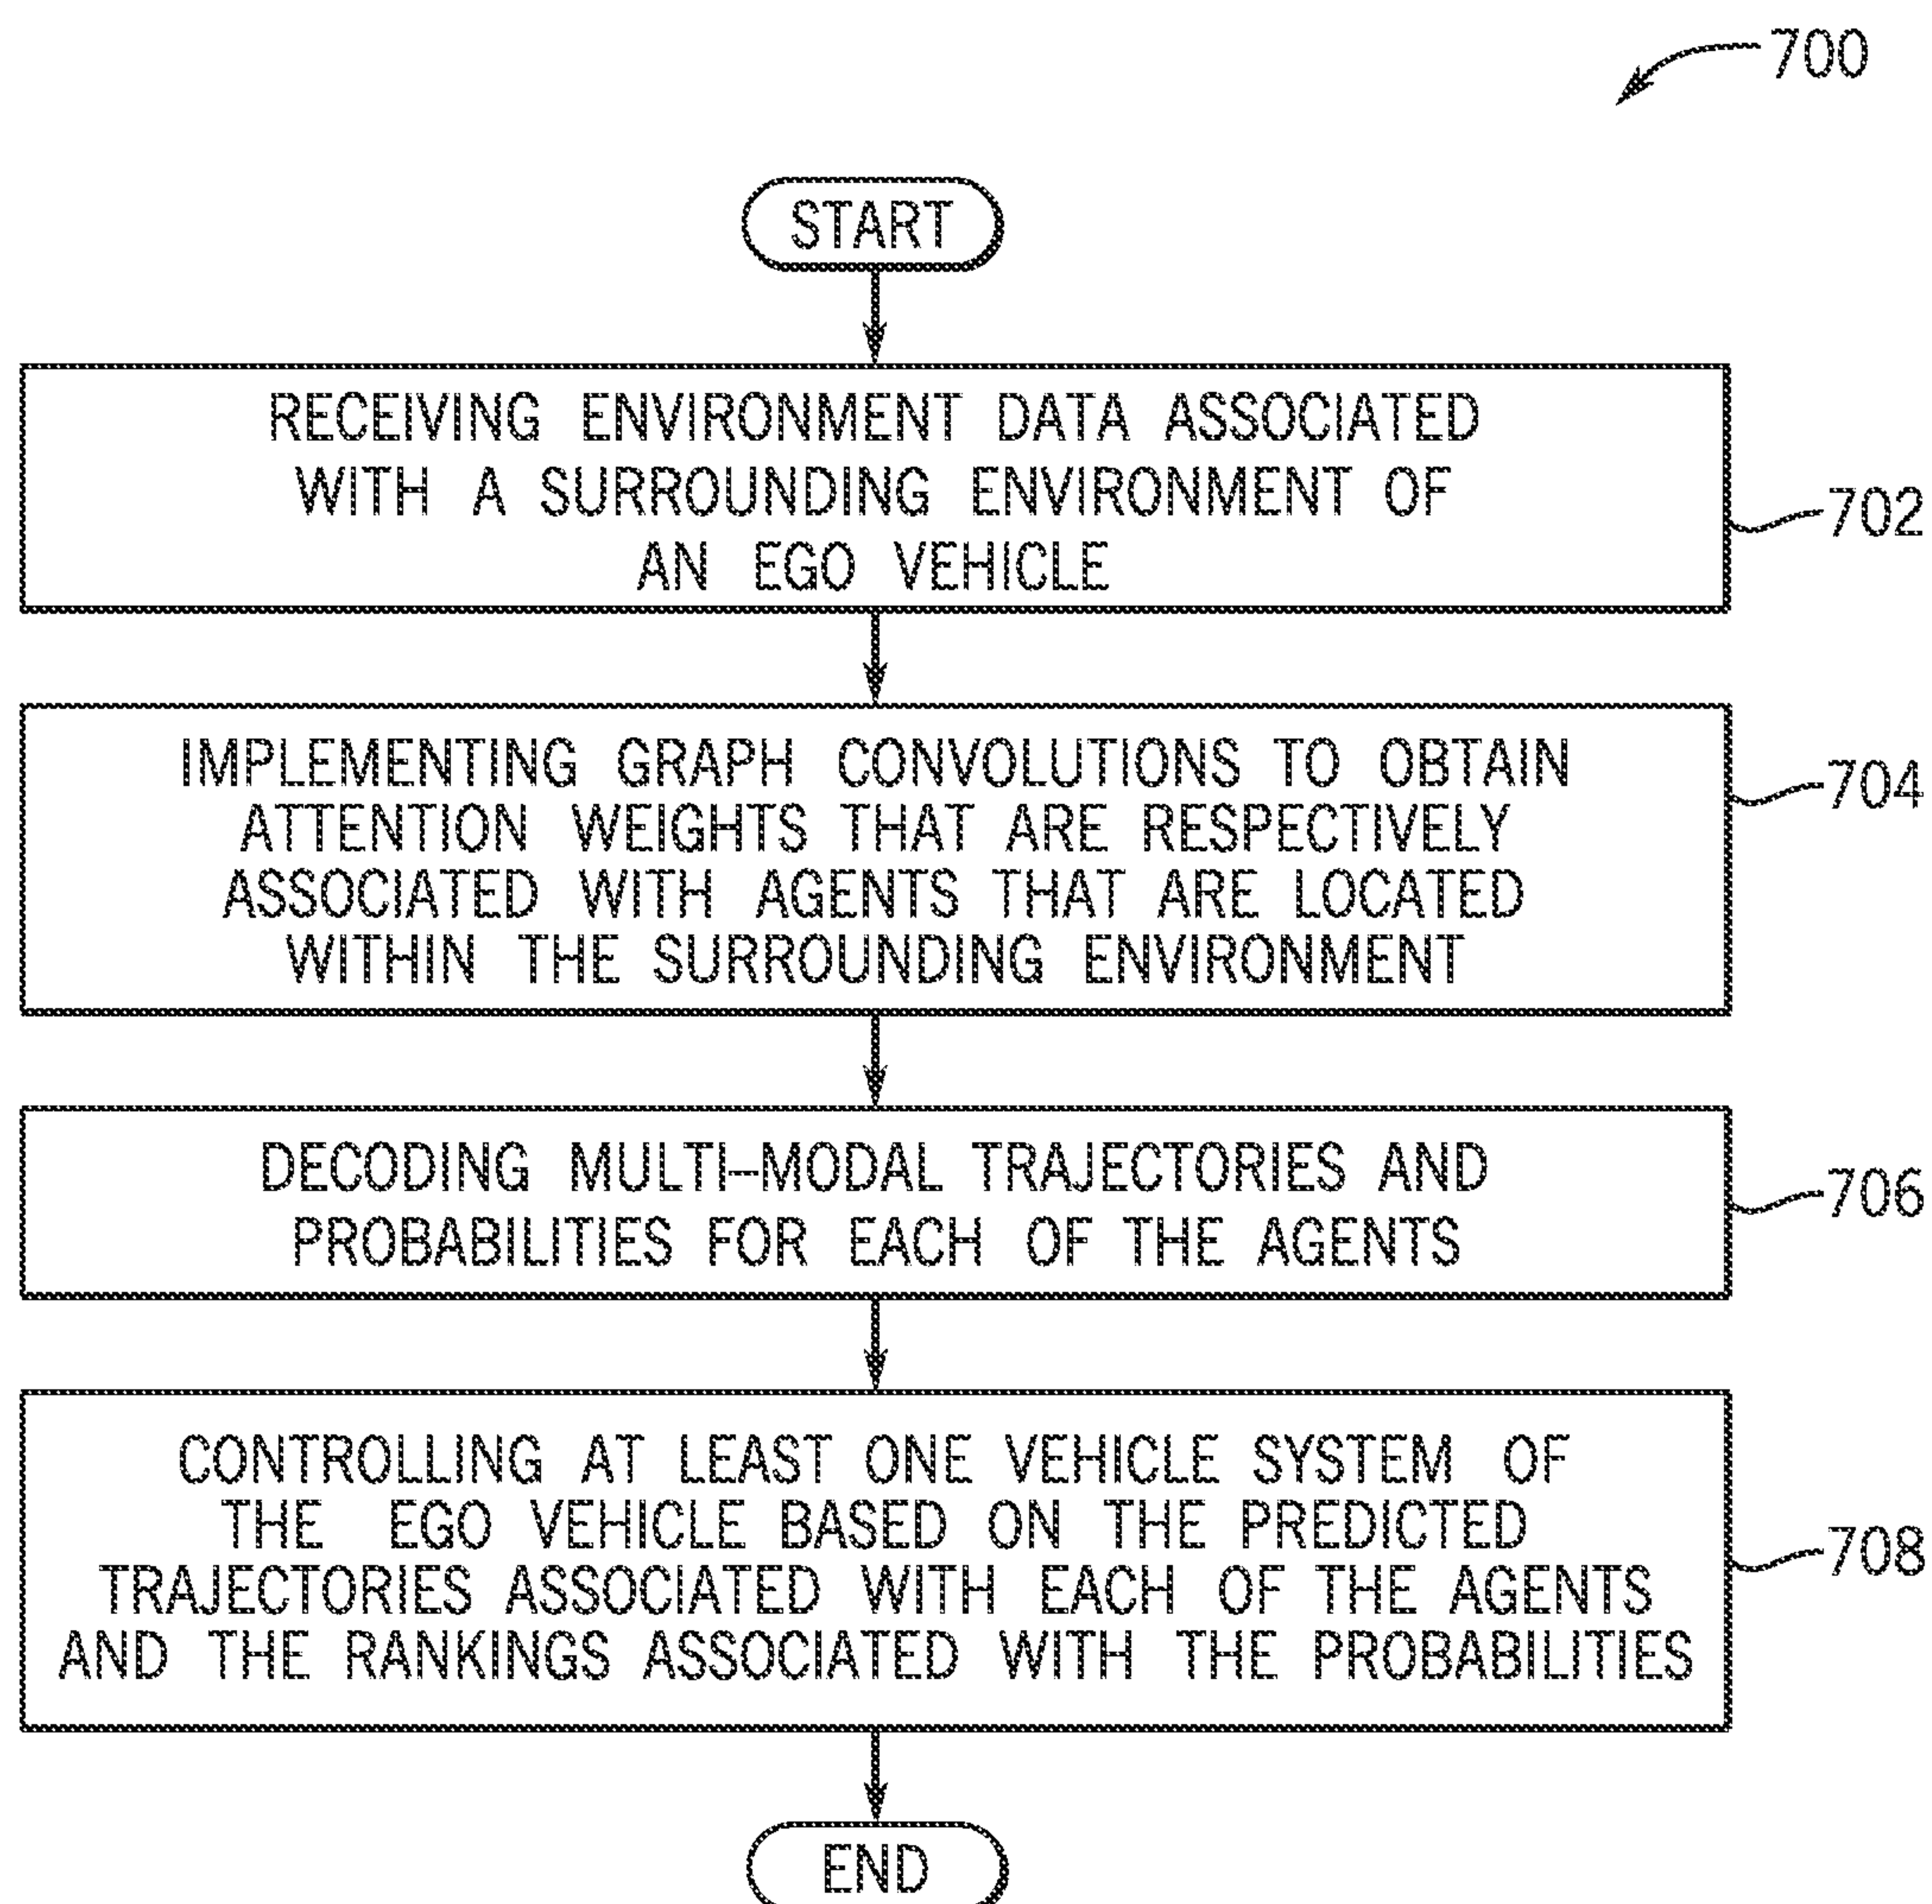 700
START
RECEIVING ENVIRONMENT DATA ASSOCIATED
WITH A SURROUNDING ENVIRONMENT OF
AN EGO VEHICLE
702
IMPLEMENTING GRAPH CONVOLUTIONS TO OBTAIN
ATTENTION WEIGHTS THAT ARE RESPECTIVELY
ASSOCIATED WITH AGENTS THAT ARE LOCATED
WITHIN THE SURROUNDING ENVIRONMENT
704
DECODING MULTI-MODAL TRAJECTORIES AND
PROBABILITIES FOR EACH OF THE AGENTS
706
CONTROLLING AT LEAST ONE VEHICLE SYSTEM OF
THE EGO VEHICLE BASED ON THE PREDICTED
TRAJECTORIES ASSOCIATED WITH EACH OF THE AGENTS
AND THE RANKINGS ASSOCIATED WITH THE PROBABILITIES
708
END